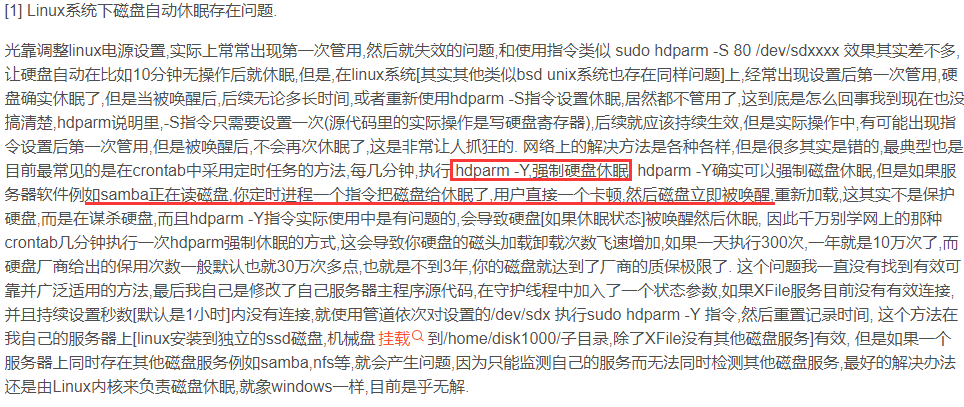 [1] Linux系统下磁盘自动休眠存在问题.
光靠调整linux电源设置,实际上常常出现第一次管用,然后就失效的问题,和使用指令类似 sudo hdparm -S 80 /dev/sdxxxx 效果其实差不多,
让硬盘自动在比如10分钟无操作后就休眠,但是,在linux系统[其实其他类似bsd unix系统也存在同样问题]上,经常出现设置后第一次管用,硬
盘确实休眠了,但是当被唤醒后,后续无论多长时间,或者重新使用hdparm -S指令设置休眠,居然都不管用了,这到底是怎么回事我到现在也没
搞清楚,hdparm说明里,-S指令只需要设置一次(源代码里的实际操作是写硬盘寄存器),后续就应该持续生效,但是实际操作中,有可能出现指
令设置后第一次管用,但是被唤醒后,不会再次休眠了,这是非常让人抓狂的. 网络上的解决方法是各种各样,但是很多其实是错的,最典型也是
目前最常见的是在crontab中采用定时任务的方法,每几分钟,执行 hdparm -Y,强制硬盘休眠 hdparm -Y确实可以强制磁盘休眠,但是如果服
务器软件例如samba正在读磁盘,你定时进程一个指令把磁盘给休眠了,用户直接一个卡顿,然后磁盘立即被唤醒,重新加载,这其实不是保护
硬盘,而是在谋杀硬盘,而且hdparm -Y指令实际使用中是有问题的,会导致硬盘[如果休眠状态]被唤醒然后休眠, 因此千万别学网上的那种
crontab几分钟执行一次hdparm强制休眠的方式,这会导致你硬盘的磁头加载卸载次数飞速增加,如果一天执行300次,一年就是10万次了,而
硬盘厂商给出的保用次数一般默认也就30万次多点,也就是不到3年,你的磁盘就达到了厂商的质保极限了. 这个问题我一直没有找到有效可
靠并广泛适用的方法,最后我自己是修改了自己服务器主程序源代码,在守护线程中加入了一个状态参数,如果XFile服务目前没有有效连接,
并且持续设置秒数[默认是1小时]内没有连接,就使用管道依次对设置的/dev/sdx 执行sudo hdparm -Y 指令,然后重置记录时间, 这个方法在
我自己的服务器上[linux安装到独立的ssd磁盘,机械盘 挂载 到/home/disk1000/子目录,除了XFile没有其他磁盘服务]有效, 但是如果一个
服务器上同时存在其他磁盘服务例如samba,nfs等,就会产生问题,因为只能监测自己的服务而无法同时检测其他磁盘服务,最好的解决办法
还是由Linux内核来负责磁盘休眠,就象windows一样,目前是乎无解.